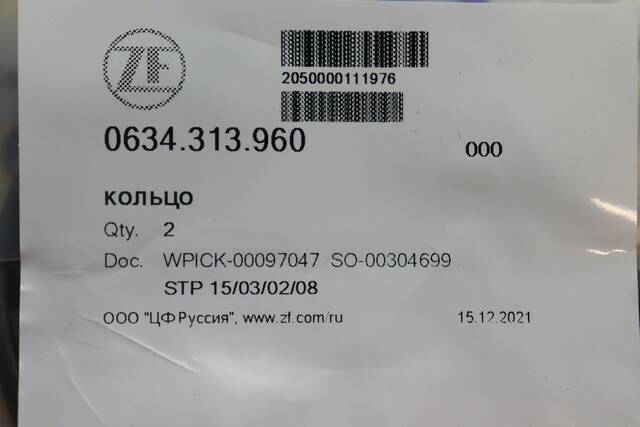 ZF
2050000111976
0634.313.960
000
КОЛЬЦО
Qty. 2
Doc. WPICK-00097047 SO-00304699
STP 15/03/02/08
ООО "ЦФ Руссия", www.zf.com/ru 15.12.2021